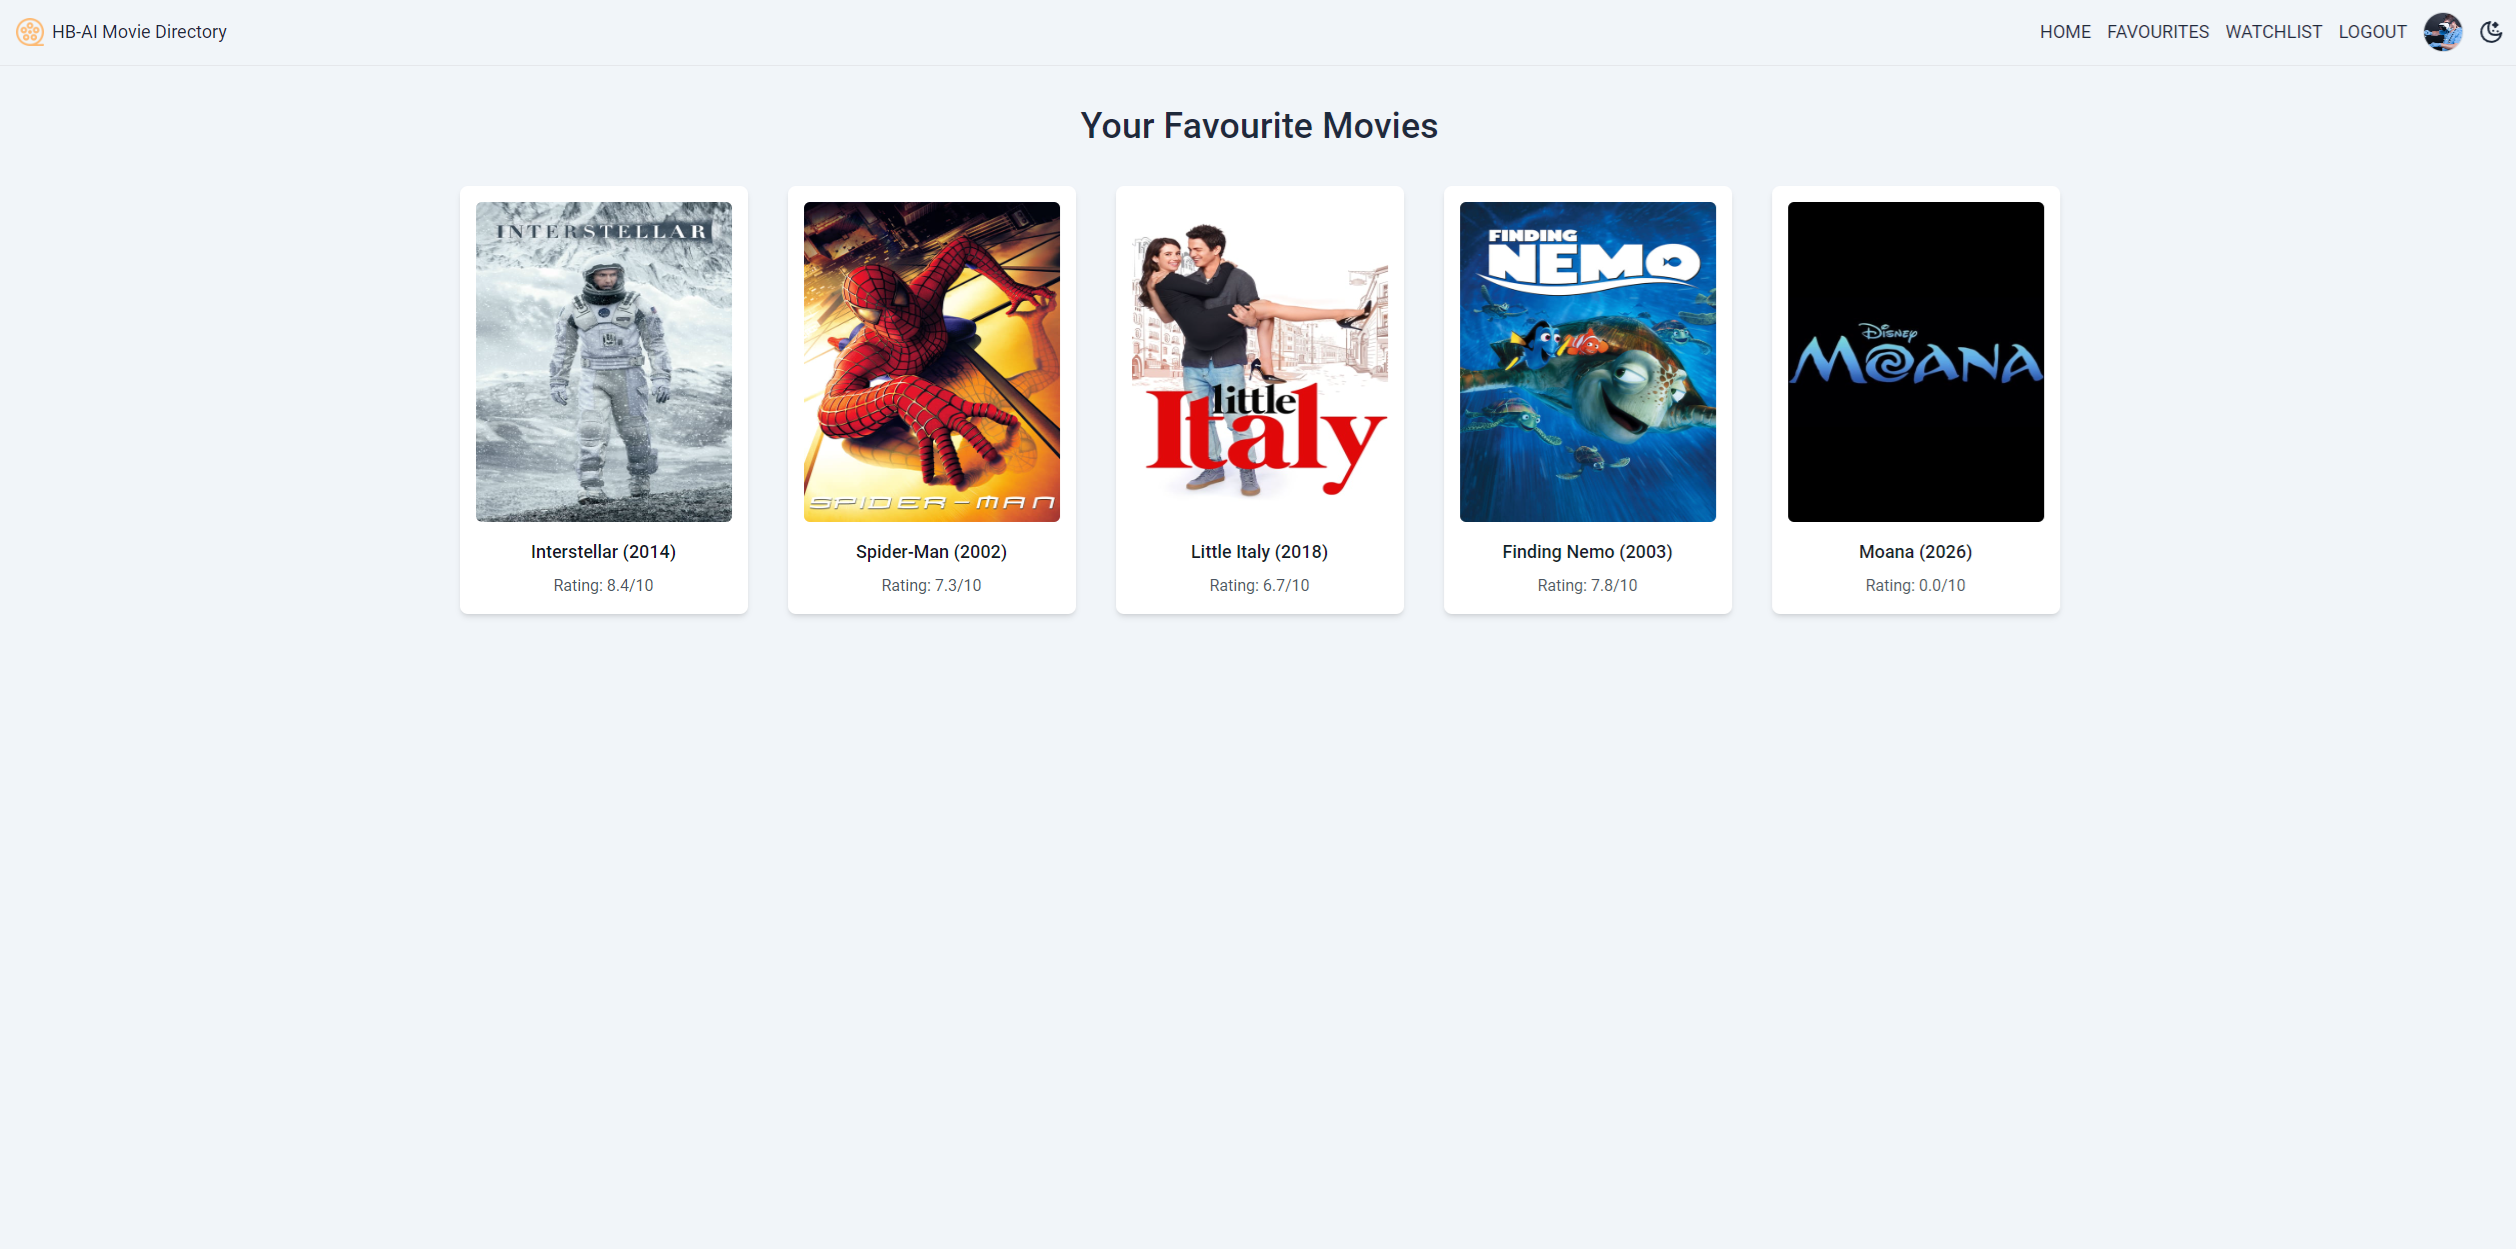 HB-AI Movie Directory
HOME FAVOURITES WATCHLIST LOGOUT
Your Favourite Movies
INTERSTELLAR
SPIDER-MAN
little
Italy
FINDING
NEMO
DISNEY
MOANA
Interstellar (2014)
Rating: 8.4/10
Spider-Man (2002)
Rating: 7.3/10
Little Italy (2018)
Rating: 6.7/10
Finding Nemo (2003)
Rating: 7.8/10
Moana (2026)
Rating: 0.0/10